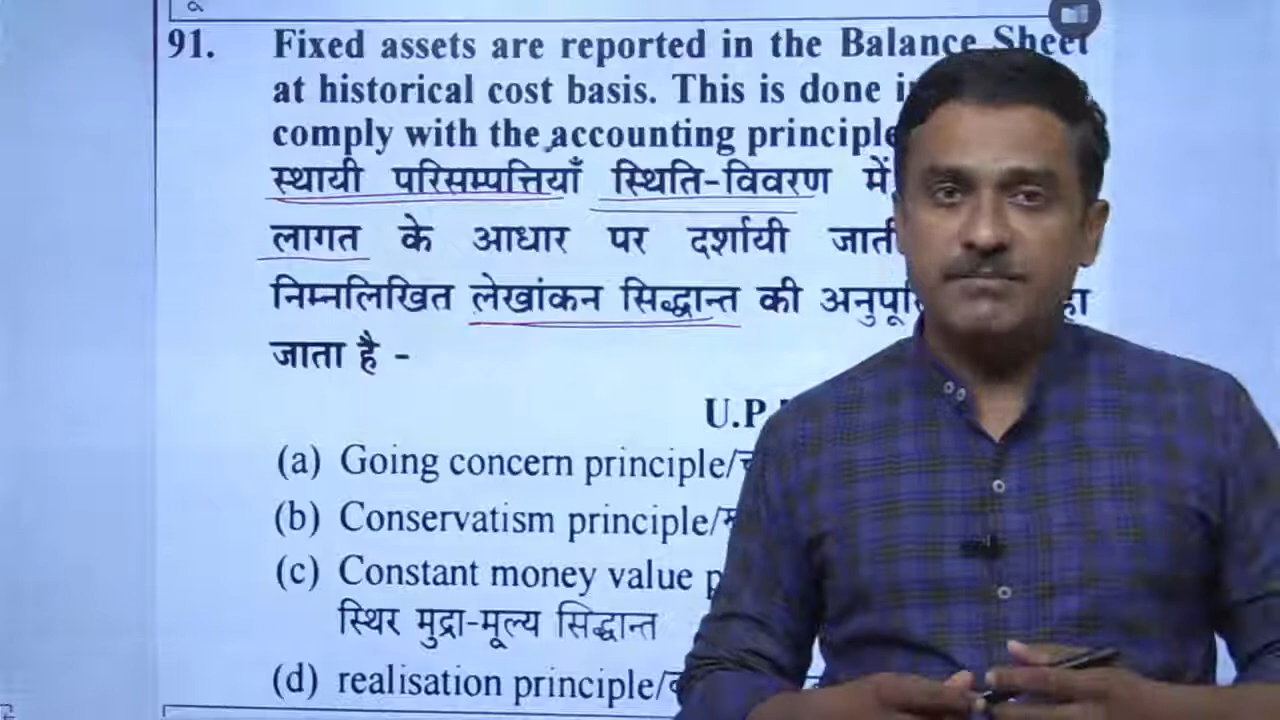 91. Fixed assets are reported in the Balance Sheet
at historical cost basis. This is done
comply with the accounting principle
स्थायी परिसम्पत्तियाँ स्थिति-विवरण में
लागत के आधार पर दर्शायी
निम्नलिखित लेखांकन सिद्धान्त की
जाता है -
U.P
(a) Going concern principle/
(b) Conservatism principle/
(c) Constant money value
स्थिर मुद्रा-मूल्य सिद्धान्त
(d) realisation principle/